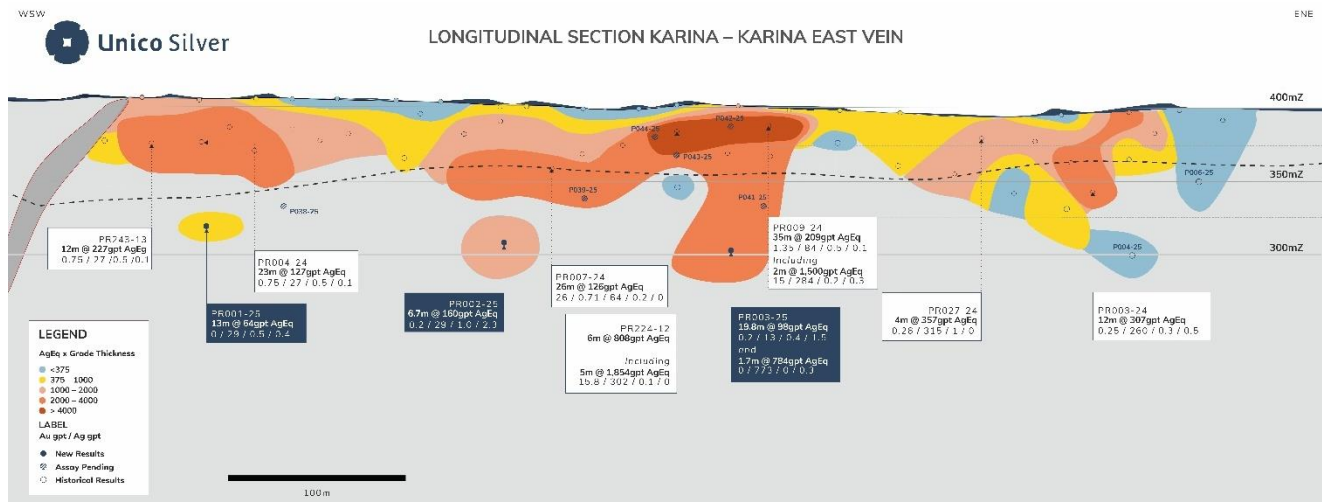 WSW
ENE
Unico Silver
LONGITUDINAL SECTION KARINA – KARINA EAST VEIN
400mZ
350mZ
300mZ
P044-25
P042-25
P043-25
P039-25
P041-25
P038-25
P006-25
P004-25
PR243-13
12m @ 227gpt AgEq
0.75 / 27 /0.5 /0.1
PR004-24
23m @ 127gpt AgEq
0.75 / 27 / 0.5 / 0.1
PR001-25
13m @ 64gpt AgEq
0 / 29 / 0.5 / 0.4
PR002-25
6.7m @ 160gpt AgEq
0.2 / 29 / 1.0 / 2.3
PR007-24
26m @ 126gpt AgEq
26 / 0.71 / 64 / 0.2 / 0
PR224-12
6m @ 808gpt AgEq
Including
5m @ 1,854gpt AgEq
15.8 / 302 / 0.1 / 0
PR009-24
35m @ 209gpt AgEq
1.35 / 84 / 0.5 / 0.1
Including
2m @ 1,500gpt AgEq
15 / 284 / 0.2 / 0.3
PR003-25
19.8m @ 98gpt AgEq
0.2 / 13 / 0.4 / 1.5
and
1.7m @ 784gpt AgEq
0 / 773 / 0 / 0.3
PR027-24
4m @ 357gpt AgEq
0.28 / 315 / 1 / 0
PR003-24
12m @ 307gpt AgEq
0.25 / 260 / 0.3 / 0.5
LEGEND
AgEq x Grade Thickness
<375
375 – 1000
1000 – 2000
2000 – 4000
> 4000
LABEL
Au gpt / Ag gpt
New Results
Assay Pending
Historical Results
100m